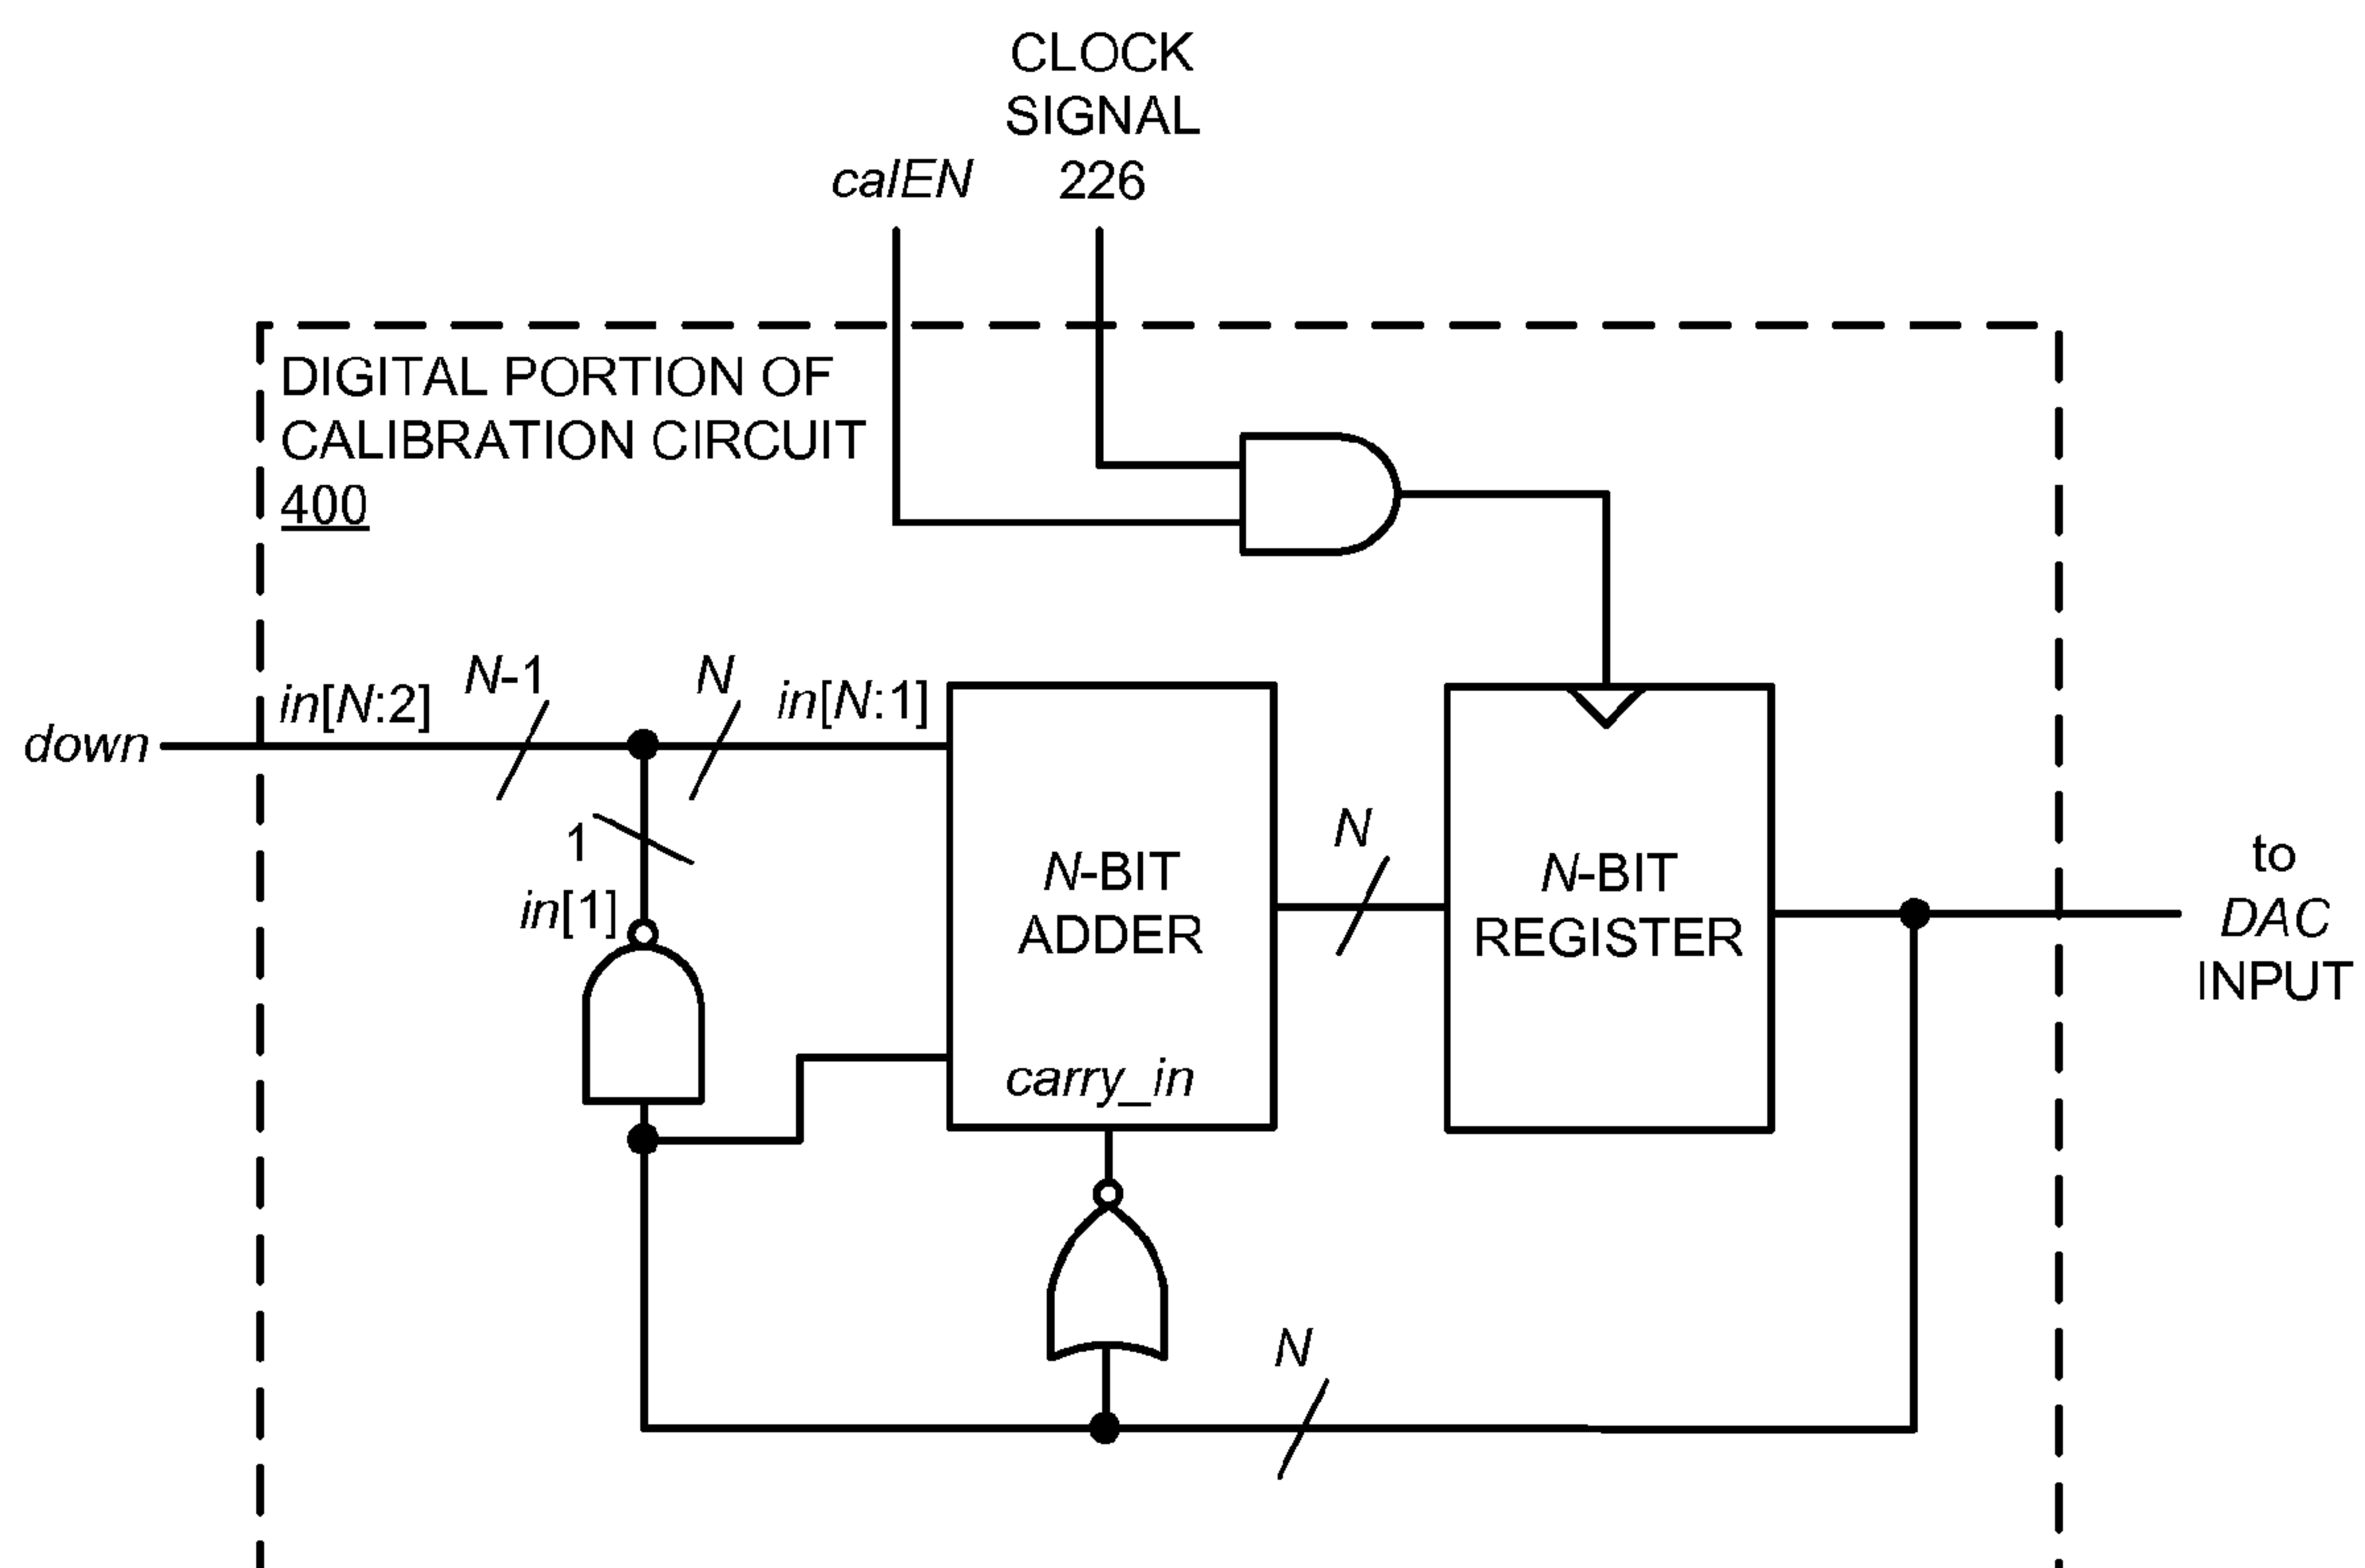 CLOCK
SIGNAL
226
calEN
DIGITAL PORTION OF
CALIBRATION CIRCUIT
400
down
in[N:2]
N-1
N
in[N:1]
1
in[1]
N-BIT
ADDER
carry_in
N
N-BIT
REGISTER
to
DAC
INPUT
N